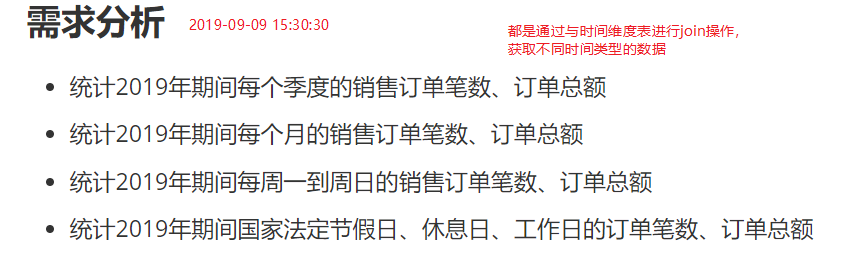 需求分析
2019-09-09 15:30:30
都是通过与时间维度表进行join操作，
获取不同时间类型的数据
统计2019年期间每个季度的销售订单笔数、订单总额
统计2019年期间每个月的销售订单笔数、订单总额
统计2019年期间每周一到周日的销售订单笔数、订单总额
统计2019年期间国家法定节假日、休息日、工作日的订单笔数、订单总额